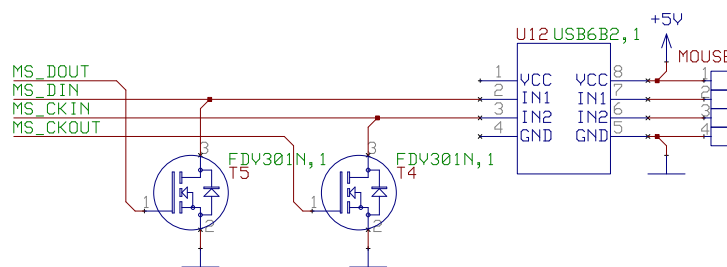 +5V
U12 USB6B2,1
MOUSE
MS_DOUT
MS_DIN
MS_CKIN
MS_CKOUT
1 VCC VCC 8 1
2 IN1 IN1 7 2
3 IN2 IN2 6 3
4 GND GND 5 4
3 FDV301N,1
T5
1
2
3 FDV301N,1
T4
1
2